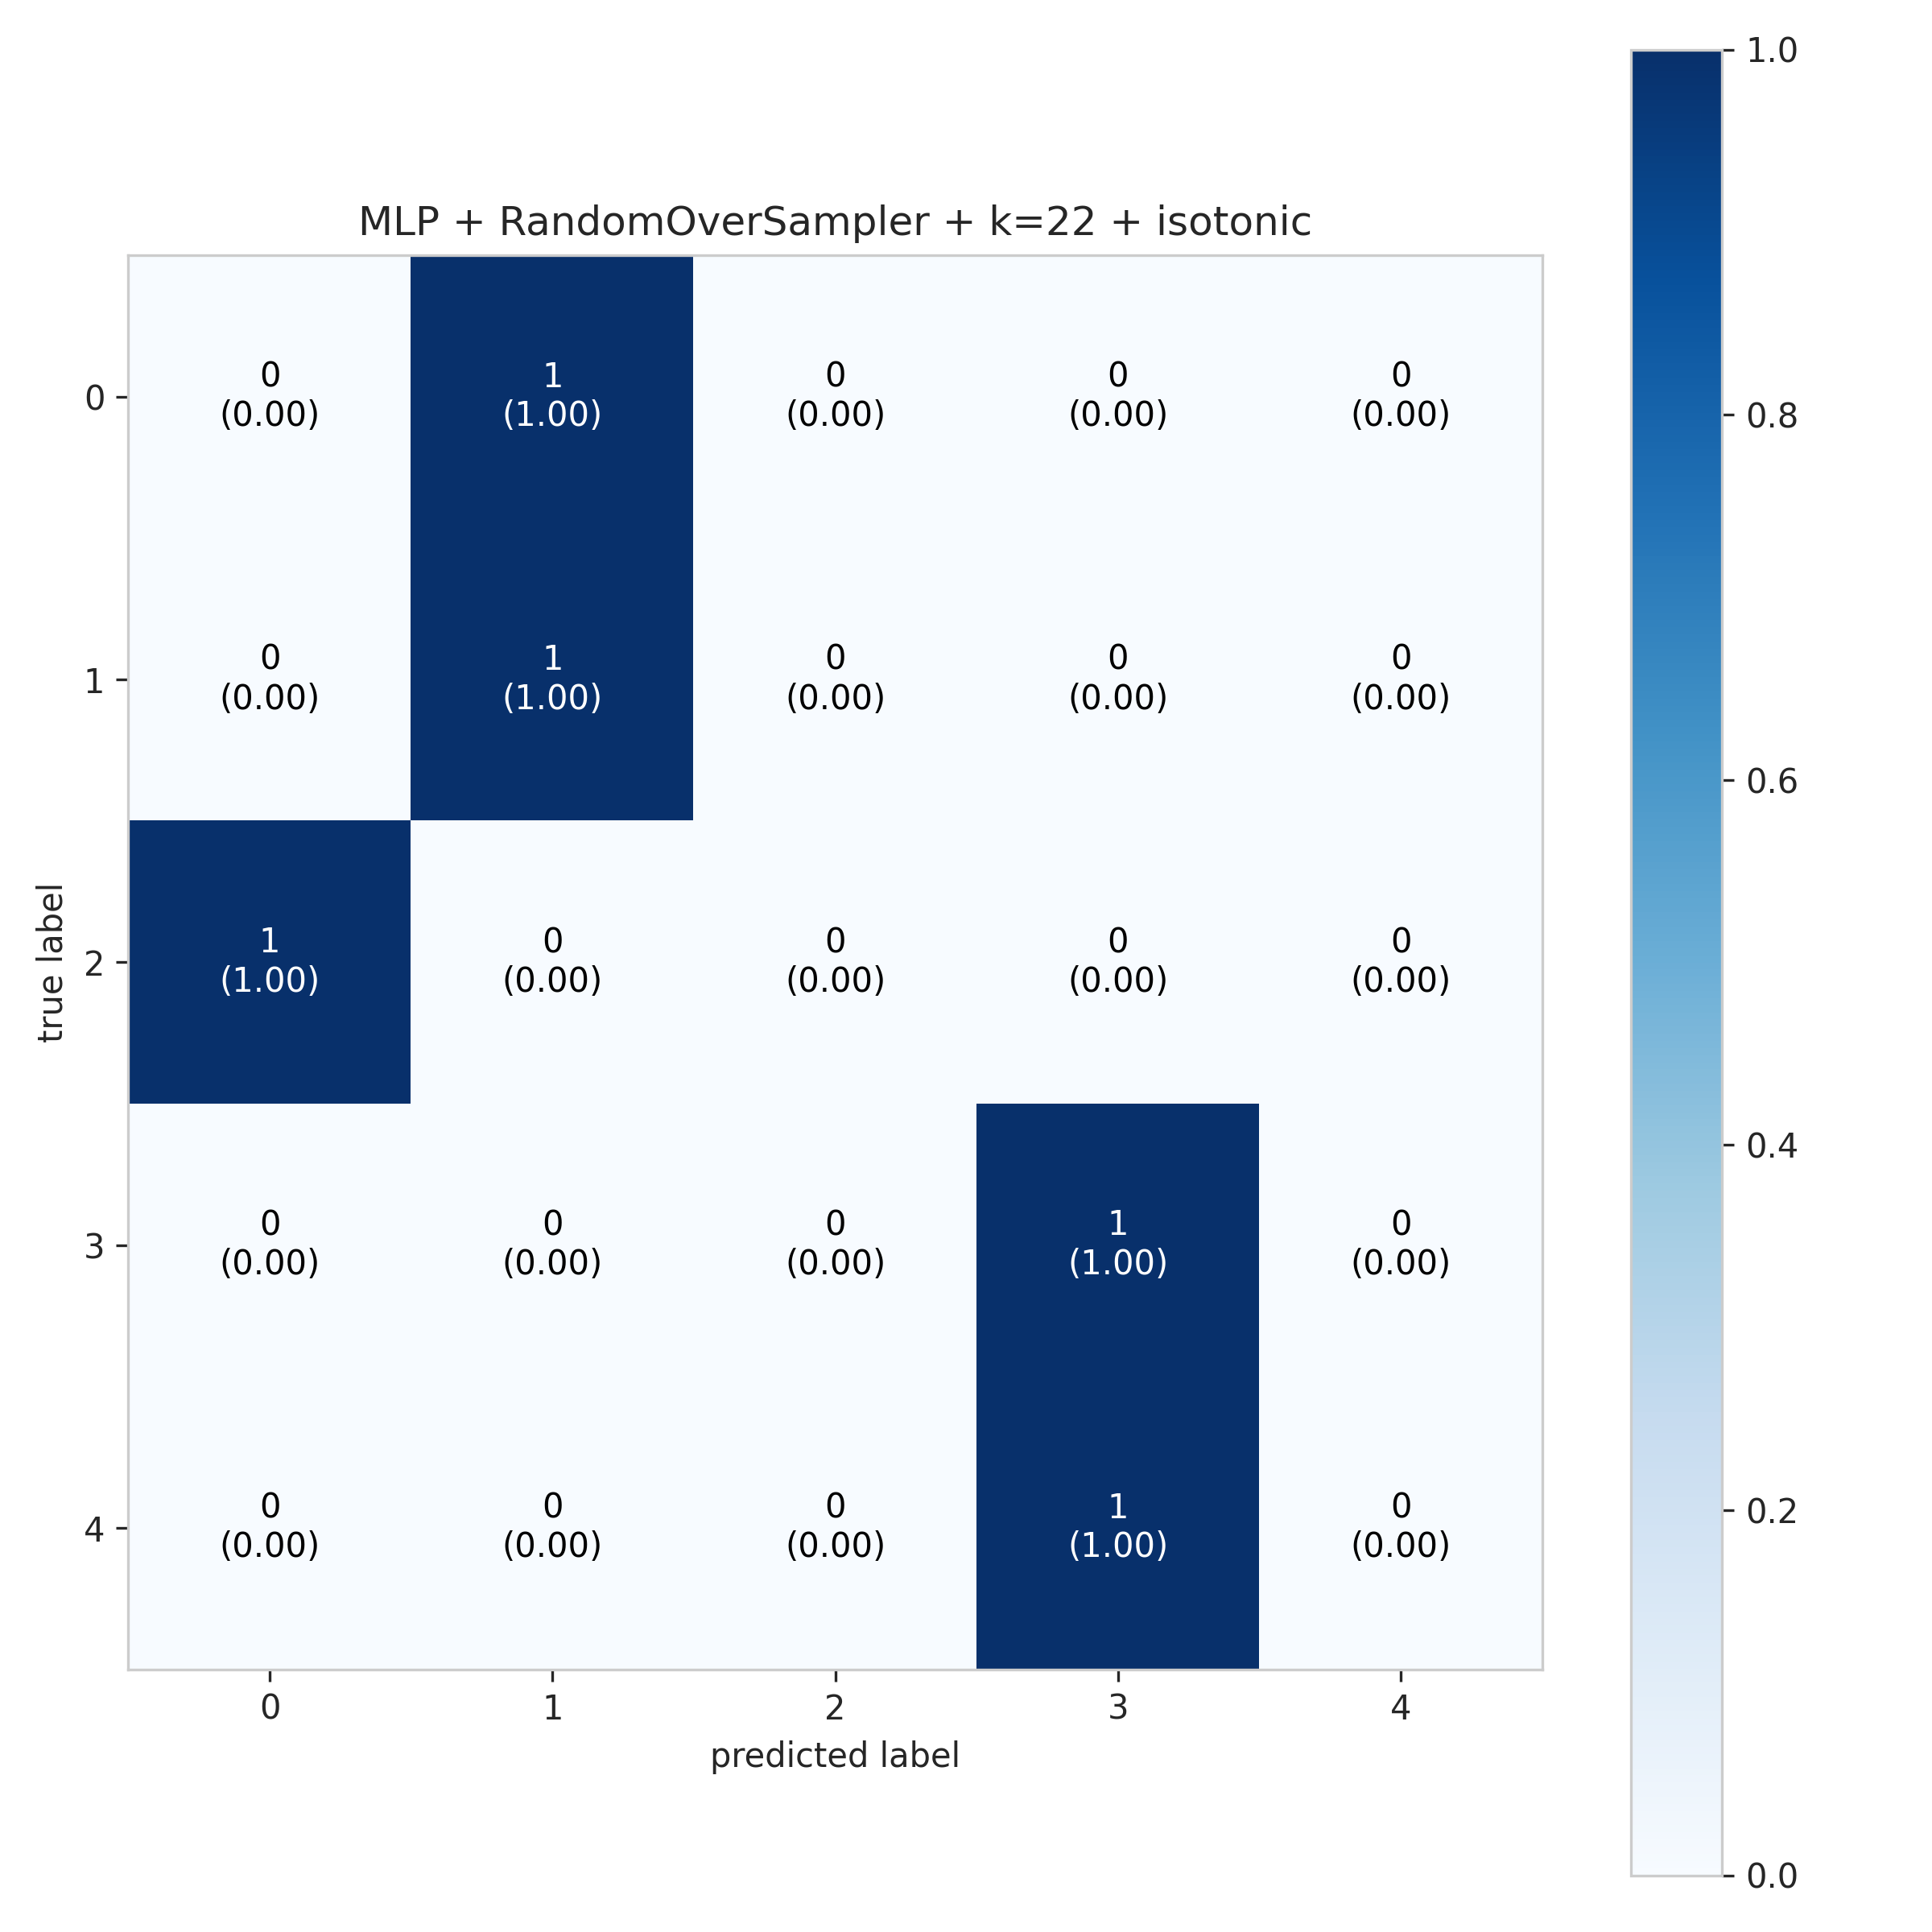 MLP + RandomOverSampler + k=22 + isotonic
0 (0.00) 1 (1.00) 0 (0.00) 0 (0.00) 0 (0.00)
0
0 (0.00) 1 (1.00) 0 (0.00) 0 (0.00) 0 (0.00)
1
1 (1.00) 0 (0.00) 0 (0.00) 0 (0.00) 0 (0.00)
2
0 (0.00) 0 (0.00) 0 (0.00) 1 (1.00) 0 (0.00)
3
0 (0.00) 0 (0.00) 0 (0.00) 1 (1.00) 0 (0.00)
4
true label
0 1 2 3 4
predicted label
1.0
0.8
0.6
0.4
0.2
0.0